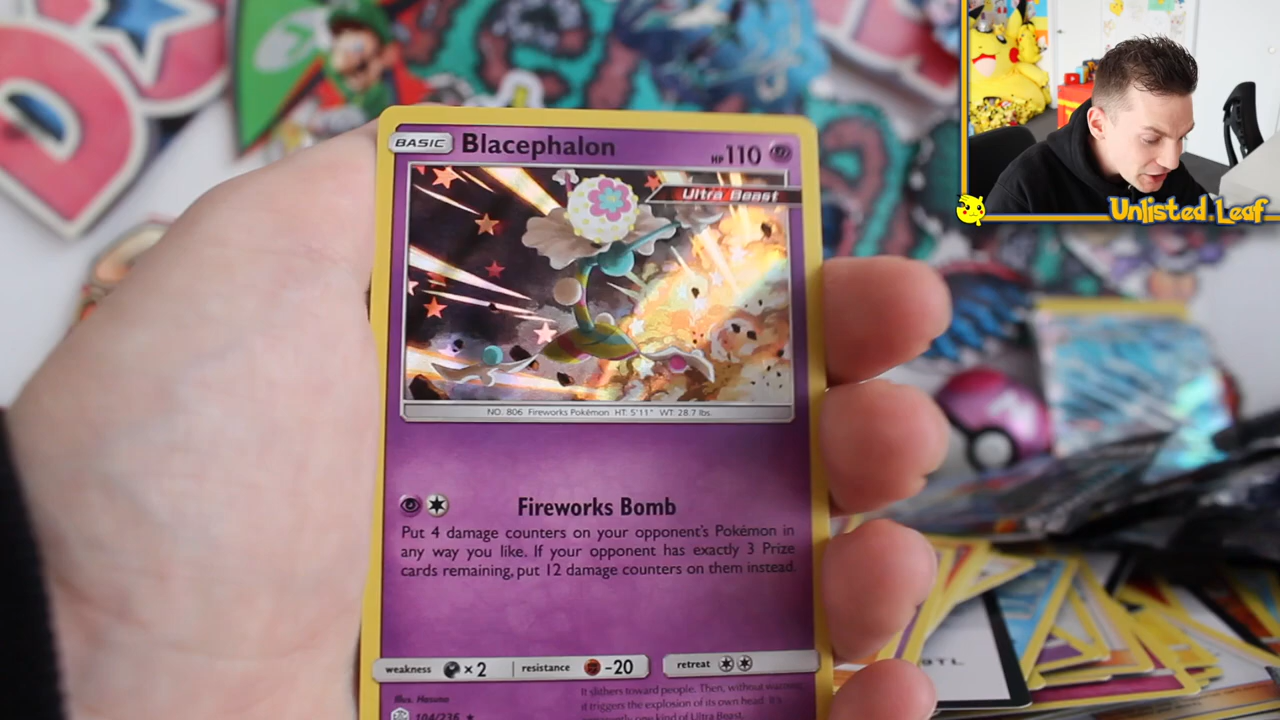 BASIC Blacephalon HP 110
Ultra Beast
NO. 806 Fireworks Pokémon HT: 5'11" WT: 28.7 lbs.
Fireworks Bomb
Put 4 damage counters on your opponent's Pokémon in
any way you like. If your opponent has exactly 3 Prize
cards remaining, put 12 damage counters on them instead.
weakness ×2 resistance -20 retreat
Illus. Hasuno
104/236
It slithers toward people. Then, without warning,
it triggers the explosion of its own head. It's
kind of Ultra Beast.
Unlisted.Leaf